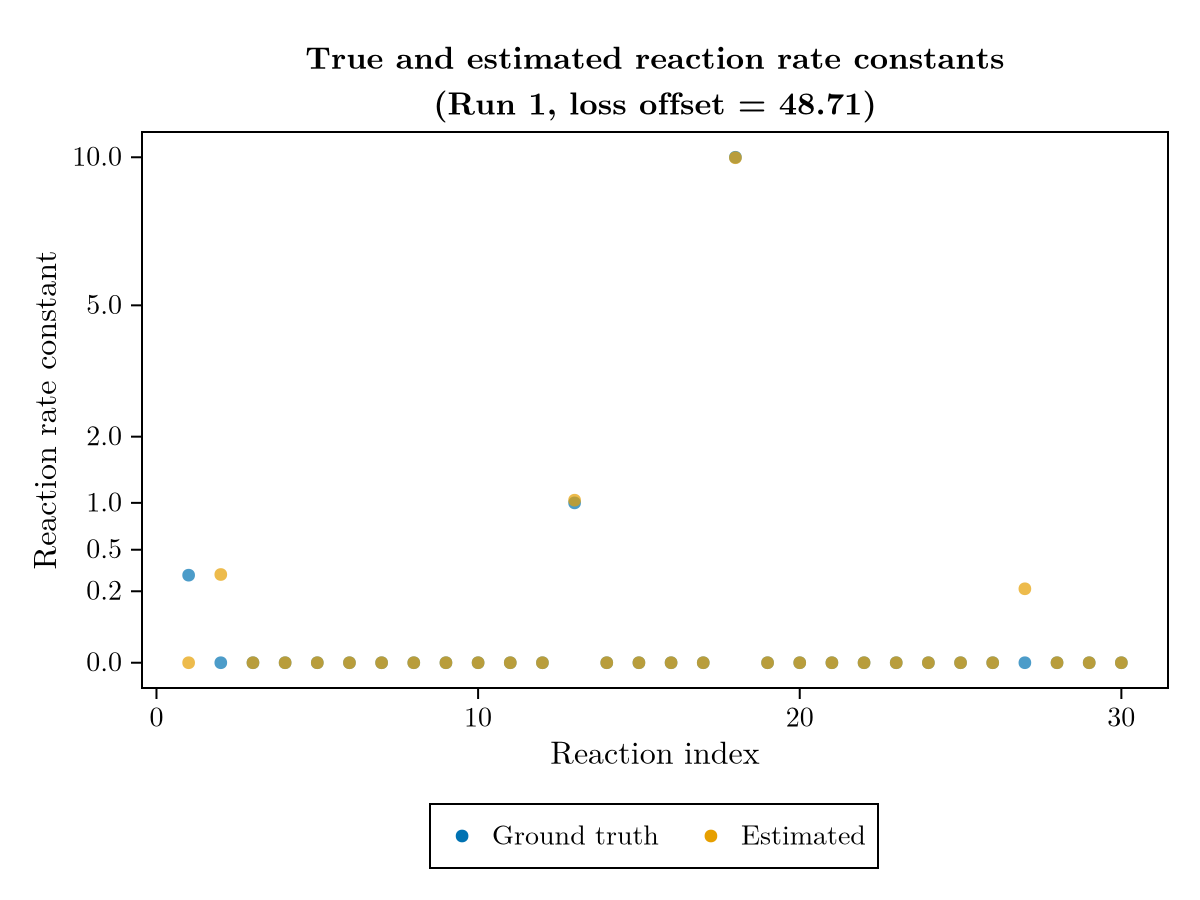 True and estimated reaction rate constants
(Run 1, loss offset = 48.71)
Reaction rate constant
10.0
5.0
2.0
1.0
0.5
0.2
0.0
0 10 20 30
Reaction index
Ground truth Estimated